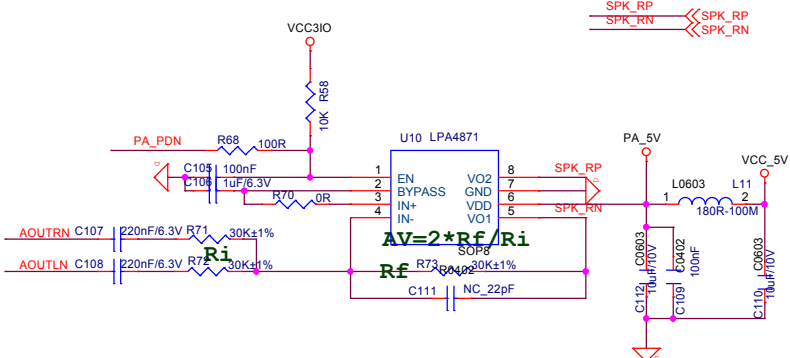 SPK_RP
SPK_RP
SPK_RN
SPK_RN
VCC3IO
10K R58
PA_PDN
R68
100R
U10 LPA4871
C105
100nF
C106
1uF/6.3V
R70
0R
1 EN
2 BYPASS
3 IN+
4 IN-
VO2 8
GND 7
VDD 6
VO1 5
SPK_RP
SPK_RN
PA_5V
VCC_5V
L0603
L11
1
2
180R-100M
AOUTRN
C107
220nF/6.3V
R71
30K±1%
Ri
AOUTLN
C108
220nF/6.3V
R72
30K±1%
AV=2*Rf/Ri
SOP8
Rf
R73
30K±1%
R0402
C111
NC_22pF
C112
C0603
10uF/10V
C109
C0402
100nF
C110
C0603
10uF/10V